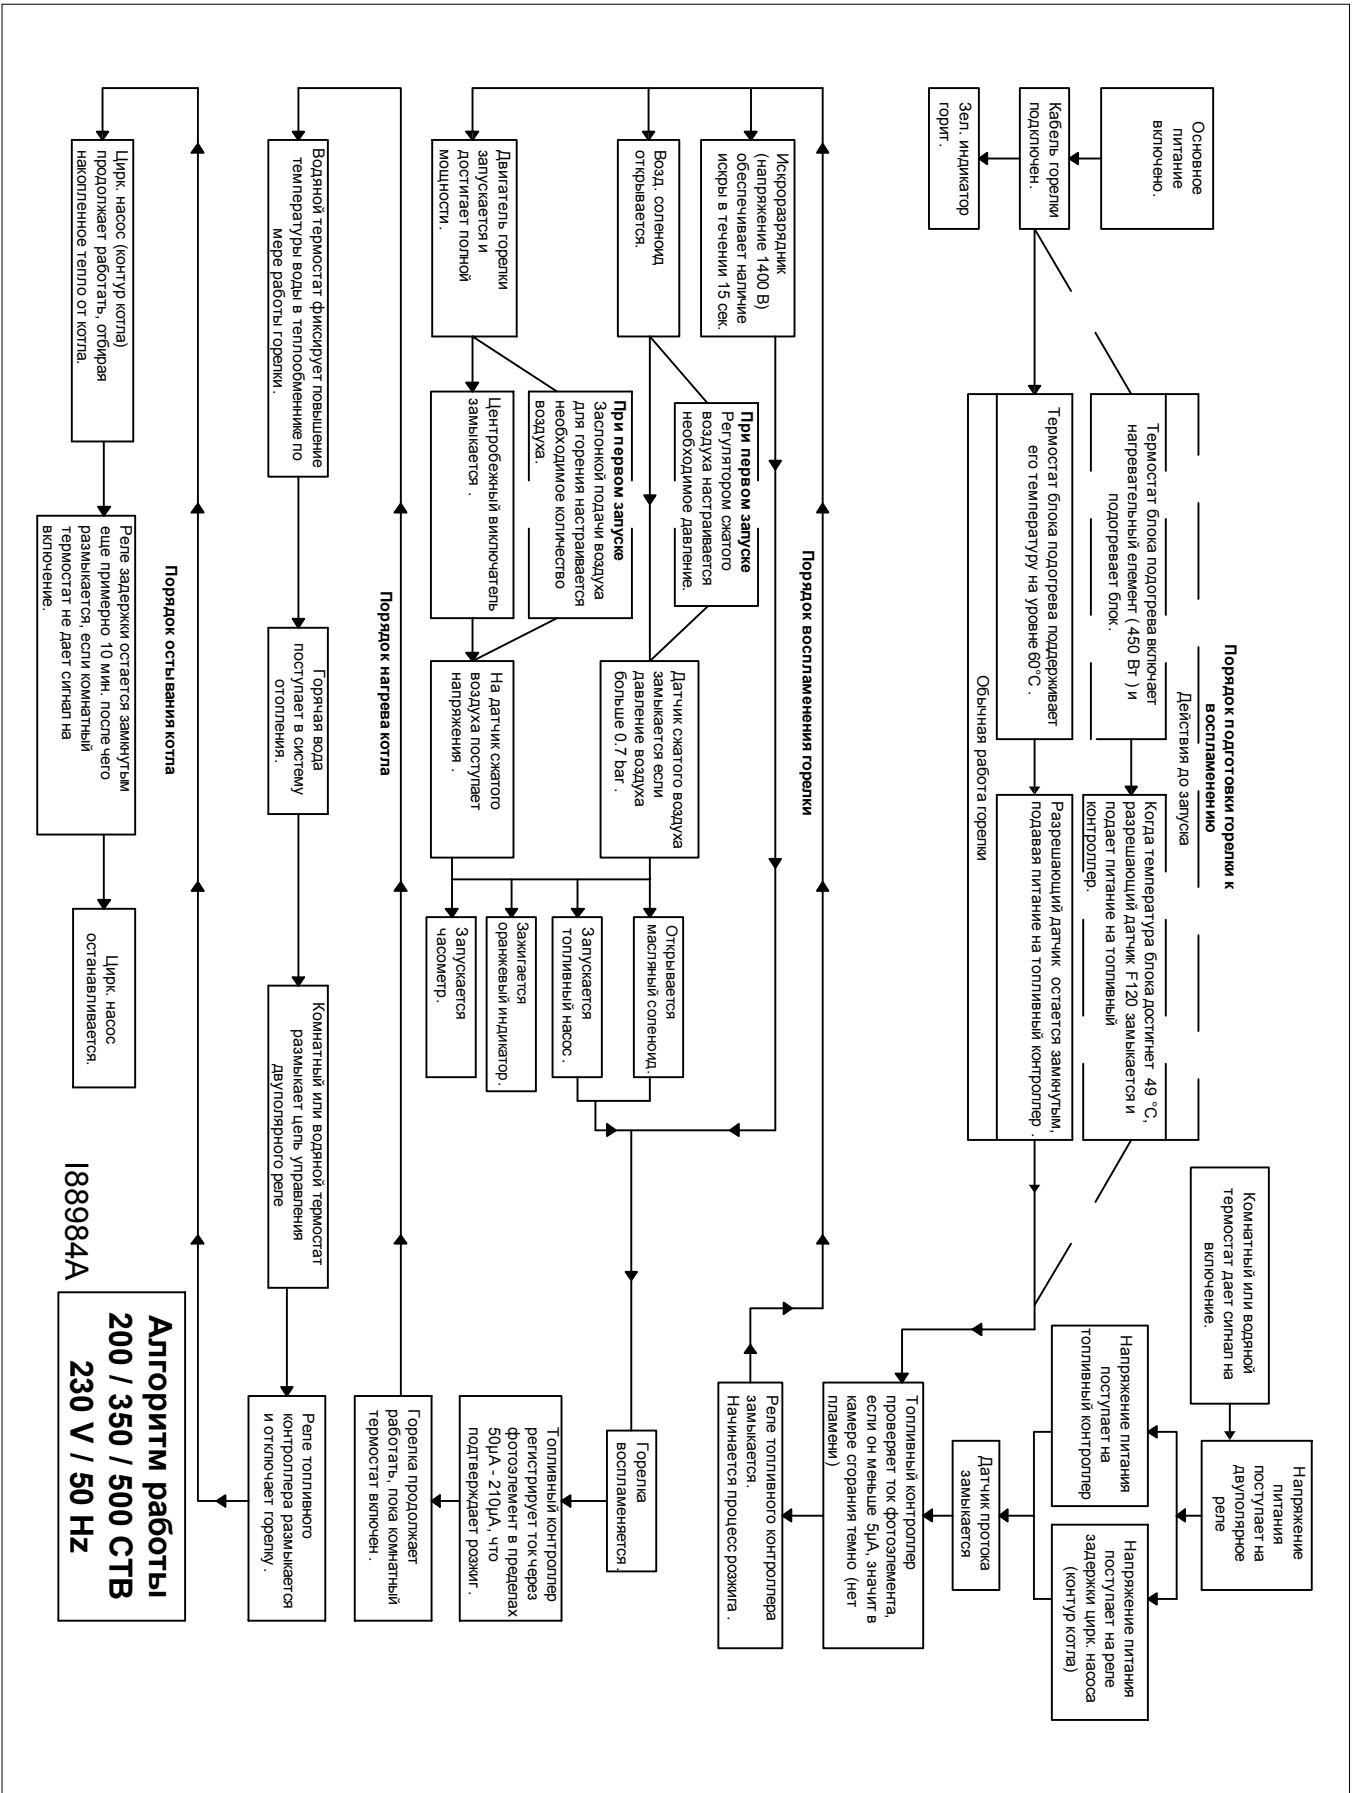 Основное
питание
включено.
Кабель горелки
подключен.
Зел. индикатор
горит.
Порядок подготовки горелки к
воспламенению
Действия до запуска
Термостат блока подогрева включает
нагревательный елемент ( 450 Вт ) и
подогревает блок.
Когда температура блока достигнет 49 °C,
разрешающий датчик F120 замыкается и
подает питание на топливный
контроллер.
Термостат блока подогрева поддерживает
его температуру на уровне 60°C .
Разрешающий датчик остается замкнутым,
подавая питание на топливный контроллер .
Обычная работа горелки
Комнатный или водяной
термостат дает сигнал на
включение.
Напряжение
питания
поступает на
двуполярное
реле
Напряжение питания
поступает на
топливный контроллер
Напряжение питания
поступает на реле
задержки цирк. насоса
(контур котла)
Датчик протока
замыкается
Топливный контроллер
проверяет ток фотоэлемента,
если он меньше 5µA, значит в
камере сгорания темно (нет
пламени)
Реле топливного контроллера
замыкается.
Начинается процесс розжига .
Порядок воспламенения горелки
Искроразрядник
(напряжение 1400 В)
обеспечивает наличие
искры в течении 15 сек.
Возд. соленоид
открывается.
При первом запуске
Регулятором сжатого
воздуха настраивается
необходимое давление.
Датчик сжатого воздуха
замыкается если
давление воздуха
больше 0.7 bar .
Двигатель горелки
запускается и
достигает полной
мощности .
При первом запуске
Заслонкой подачи воздуха
для горения настраивается
необходимое количество
воздуха.
Центробежный виключатель
замыкается .
На датчик сжатого
воздуха поступает
напряжения .
Открывается
масляный соленоид.
Запускается
топливный насос .
Зажигается
оранжевый индикатор.
Запускается
часометр.
Горелка
воспламеняется .
Топливный контроллер
регистрирует ток через
фотоэлемент в пределах
50µA - 210µA, что
подтверждает розжиг.
Горелка продолжает
работать, пока комнатный
термостат включен .
Порядок нагрева котла
Водяной термостат фиксирует повышение
температуры воды в теплообменнике по
мере работы горелки.
Горячая вода
поступает в систему
отопления.
Комнатный или водяной термостат
размыкает цепь управления
двуполярного реле
Реле топливного
контроллера размыкается
и отключает горелку .
Порядок остывания котла
Цирк. насос (контур котла)
продолжает работать, отбирая
накопленное тепло от котла.
Реле задержки остается замкнутым
еще примерно 10 мин. после чего
размыкается, если комнатный
термостат не дает сигнал на
включение.
Цирк. насос
останавливается.
I88984A
Алгоритм работы
200 / 350 / 500 СТВ
230 V / 50 Hz